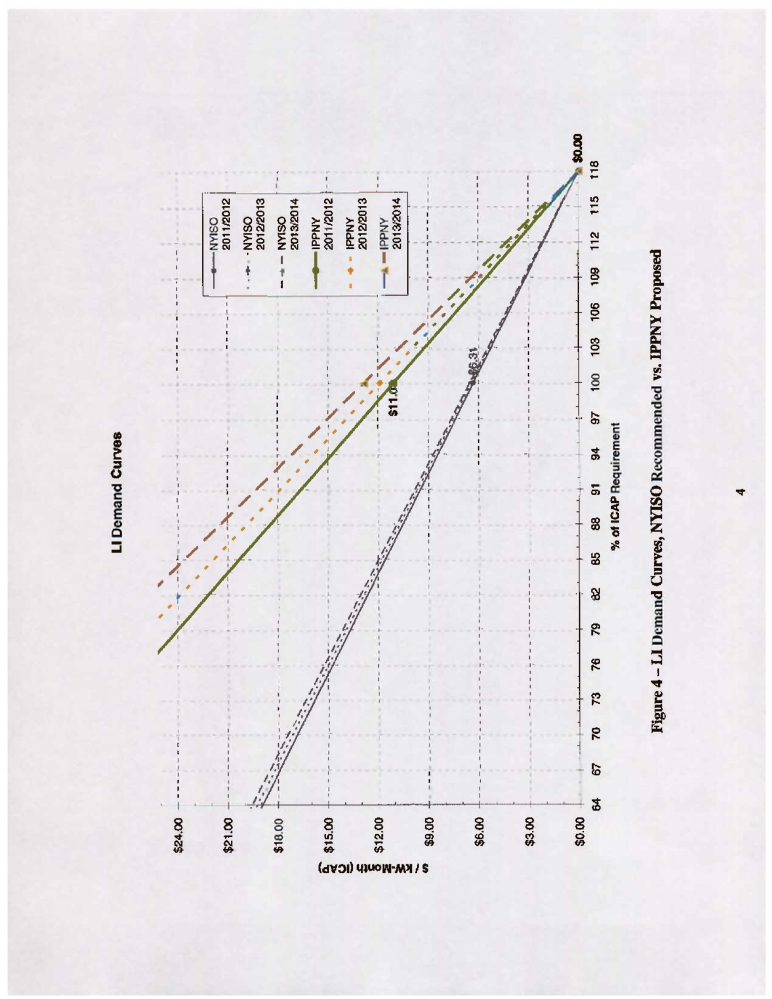 LI Demand Curves
$ / kW-Month (ICAP)
$24.00
$21.00
$18.00
$15.00
$12.00
$9.00
$6.00
$3.00
$0.00
NYISO
2011/2012
NYISO
2012/2013
NYISO
2013/2014
IPPNY
2011/2012
IPPNY
2012/2013
IPPNY
2013/2014
$6.31
$0.00
64 67 70 73 76 79 82 85 88 91 94 97 100 103 106 109 112 115 118
% of ICAP Requirement
Figure 4 – LI Demand Curves, NYISO Recommended vs. IPPNY Proposed
4